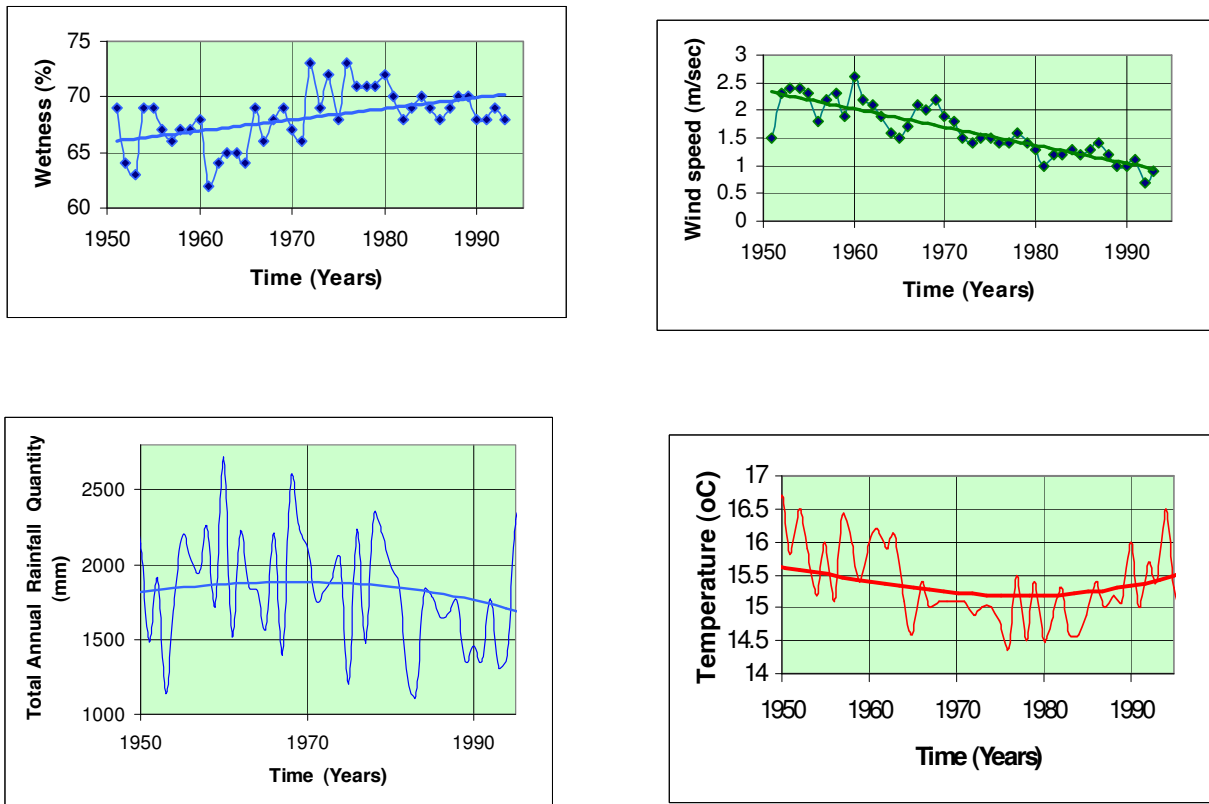 75
70
65
60
Wetness (%)
1950 1960 1970 1980 1990
Time (Years)
3
2.5
2
1.5
1
0.5
0
Wind speed (m/sec)
1950 1960 1970 1980 1990
Time (Years)
Total Annual Rainfall Quantity
(mm)
2500
2000
1500
1000
1950 1970 1990
Time (Years)
17
16.5
16
15.5
15
14.5
14
Temperature (oC)
1950 1960 1970 1980 1990
Time (Years)